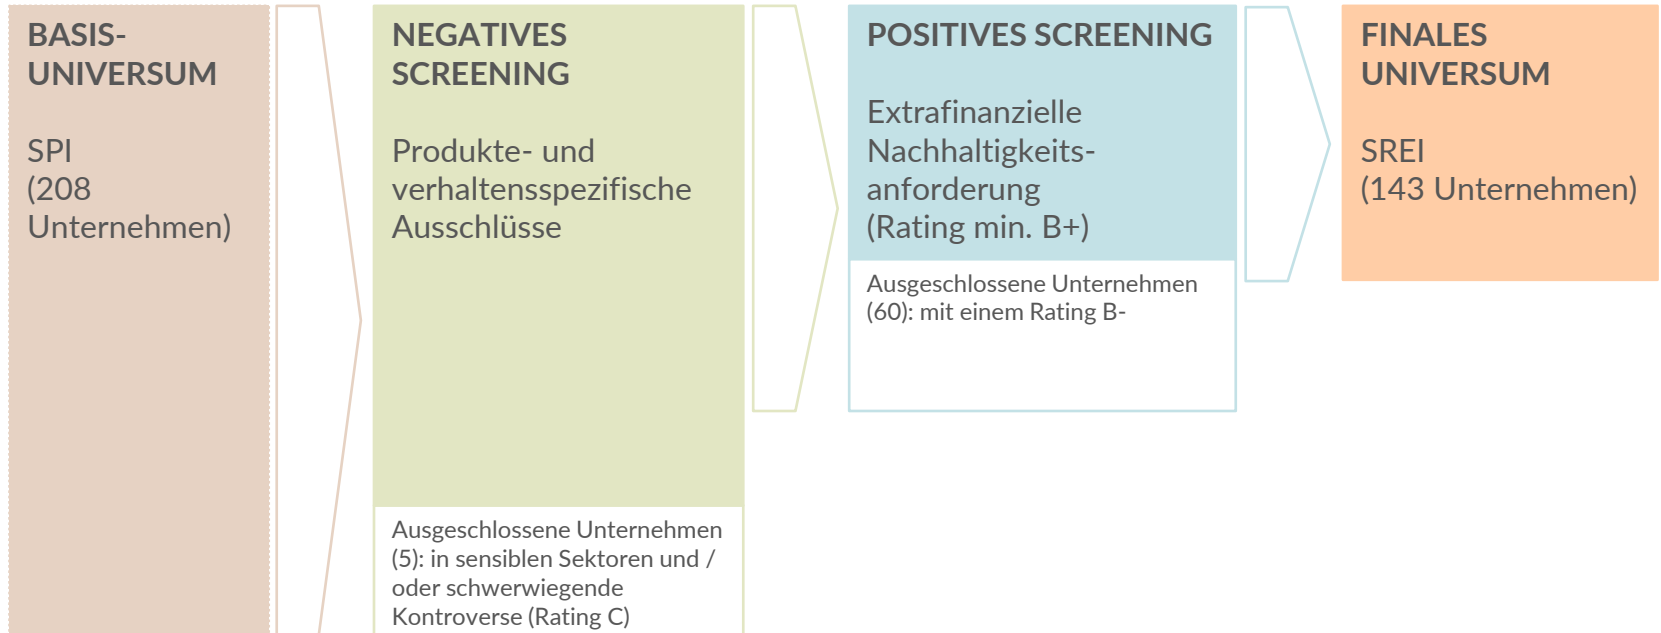 BASIS-
UNIVERSUM
SPI
(208
Unternehmen)
NEGATIVES
SCREENING
Produkte- und
verhaltensspezifische
Ausschlüsse
Ausgeschlossene Unternehmen
(5): in sensiblen Sektoren und /
oder schwerwiegende
Kontroverse (Rating C)
POSITIVES SCREENING
Extrafinanzielle
Nachhaltigkeits-
anforderung
(Rating min. B+)
Ausgeschlossene Unternehmen
(60): mit einem Rating B-
FINALES
UNIVERSUM
SREI
(143 Unternehmen)